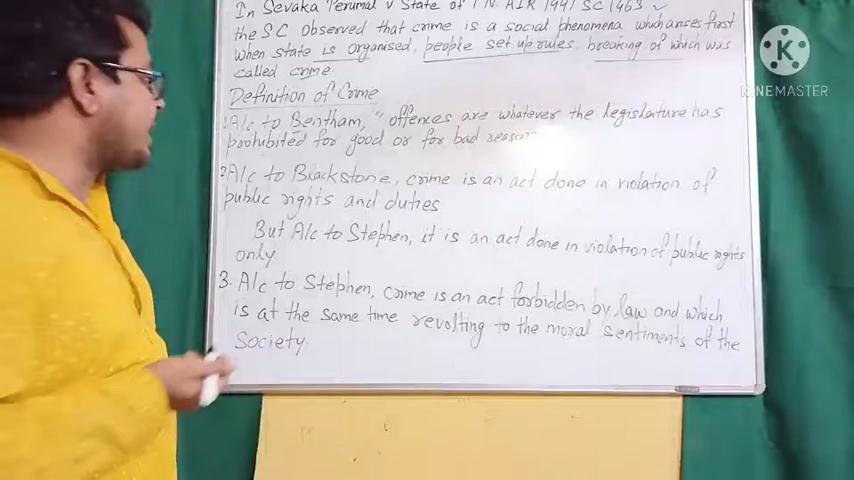 In Sevaka Perumal v State of T.N. AIR 1991 SC 1463
the SC observed that crime is a social phenomena which arises first
when state is organised, people set up rules. breaking of which was
called crime.
Definition of Crime
1. A/c to Bentham, "offences are whatever the legislature has
prohibited for good or for bad reason"
2. A/c to Blackstone, crime is an act done in violation of
public rights and duties
But A/c to Stephen, it is an act done in violation of public rights
only.
3. A/c to Stephen, crime is an act forbidden by law and which
is at the same time revolting to the moral sentiments of the
Society.
KINEMASTER